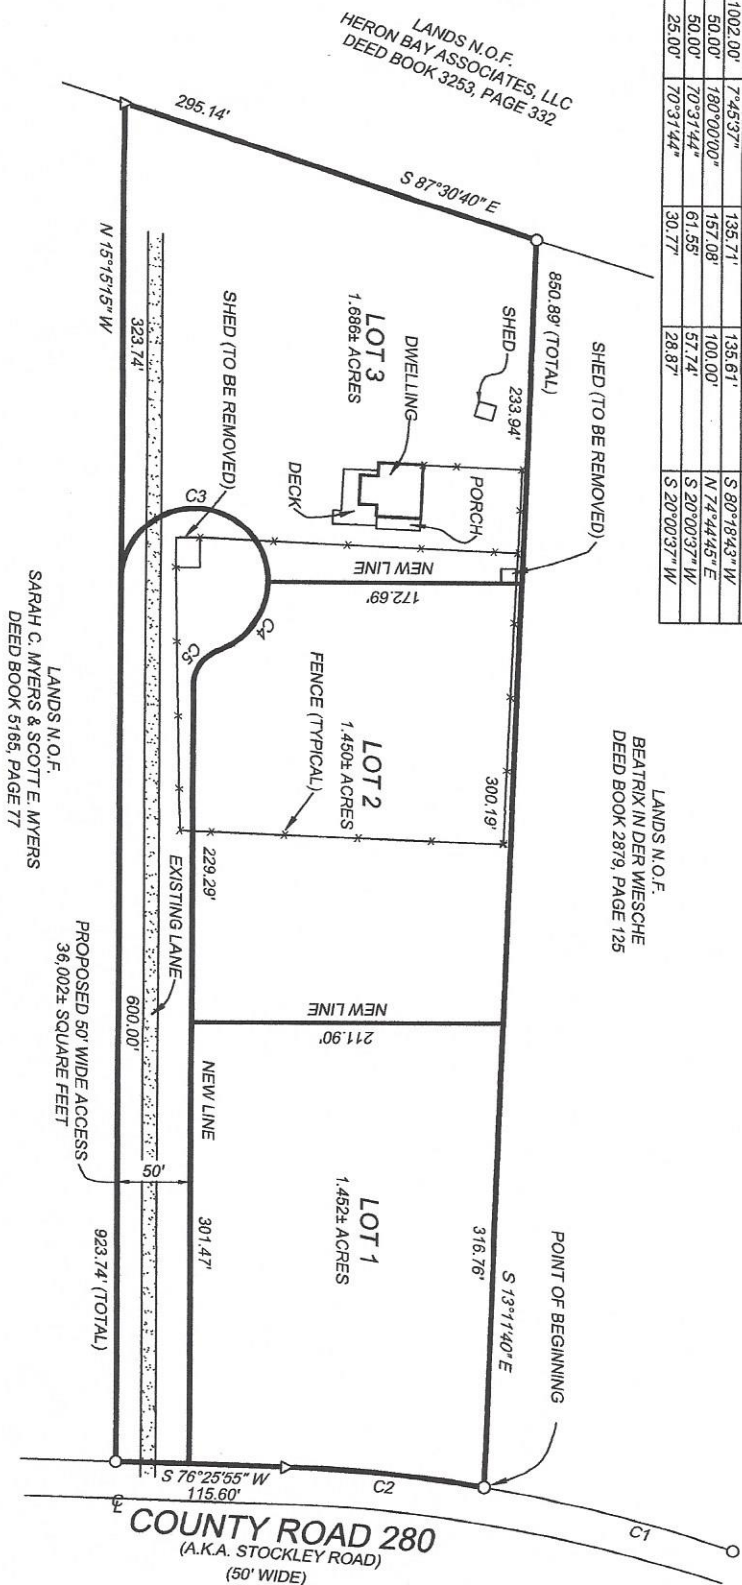 1002.00' 7°45'37" 135.71' 135.61' S 80°18'43" W
50.00' 180°00'00" 157.08' 100.00' N 74°44'45" E
50.00' 70°31'44" 61.55' 57.74' S 20°00'37" W
25.00' 70°31'44" 30.77' 28.87' S 20°00'37" W
LANDS N.O.F.
HERON BAY ASSOCIATES, LLC
DEED BOOK 3253, PAGE 332
295.14'
S 87°30'40" E
850.89' (TOTAL)
233.94'
SHED (TO BE REMOVED)
SHED
LOT 3
1.686± ACRES
DWELLING
PORCH
DECK
SHED (TO BE REMOVED)
N 15°15'15" W
323.74'
C3
NEW LINE
172.69'
C4
C5
LANDS N.O.F.
BEATRIX IN DER WIESCHE
DEED BOOK 2879, PAGE 125
300.19'
LOT 2
1.450± ACRES
FENCE (TYPICAL)
229.29'
EXISTING LANE
LANDS N.O.F.
SARAH C. MYERS & SCOTT E. MYERS
DEED BOOK 5165, PAGE 77
NEW LINE
211.90'
600.00'
PROPOSED 50' WIDE ACCESS
36,002± SQUARE FEET
NEW LINE
50'
301.47'
LOT 1
1.452± ACRES
316.76'
S 13°11'40" E
POINT OF BEGINNING
923.74' (TOTAL)
S 76°25'55" W
115.60'
C2
C1
COUNTY ROAD 280
(A.K.A. STOCKLEY ROAD)
(50' WIDE)